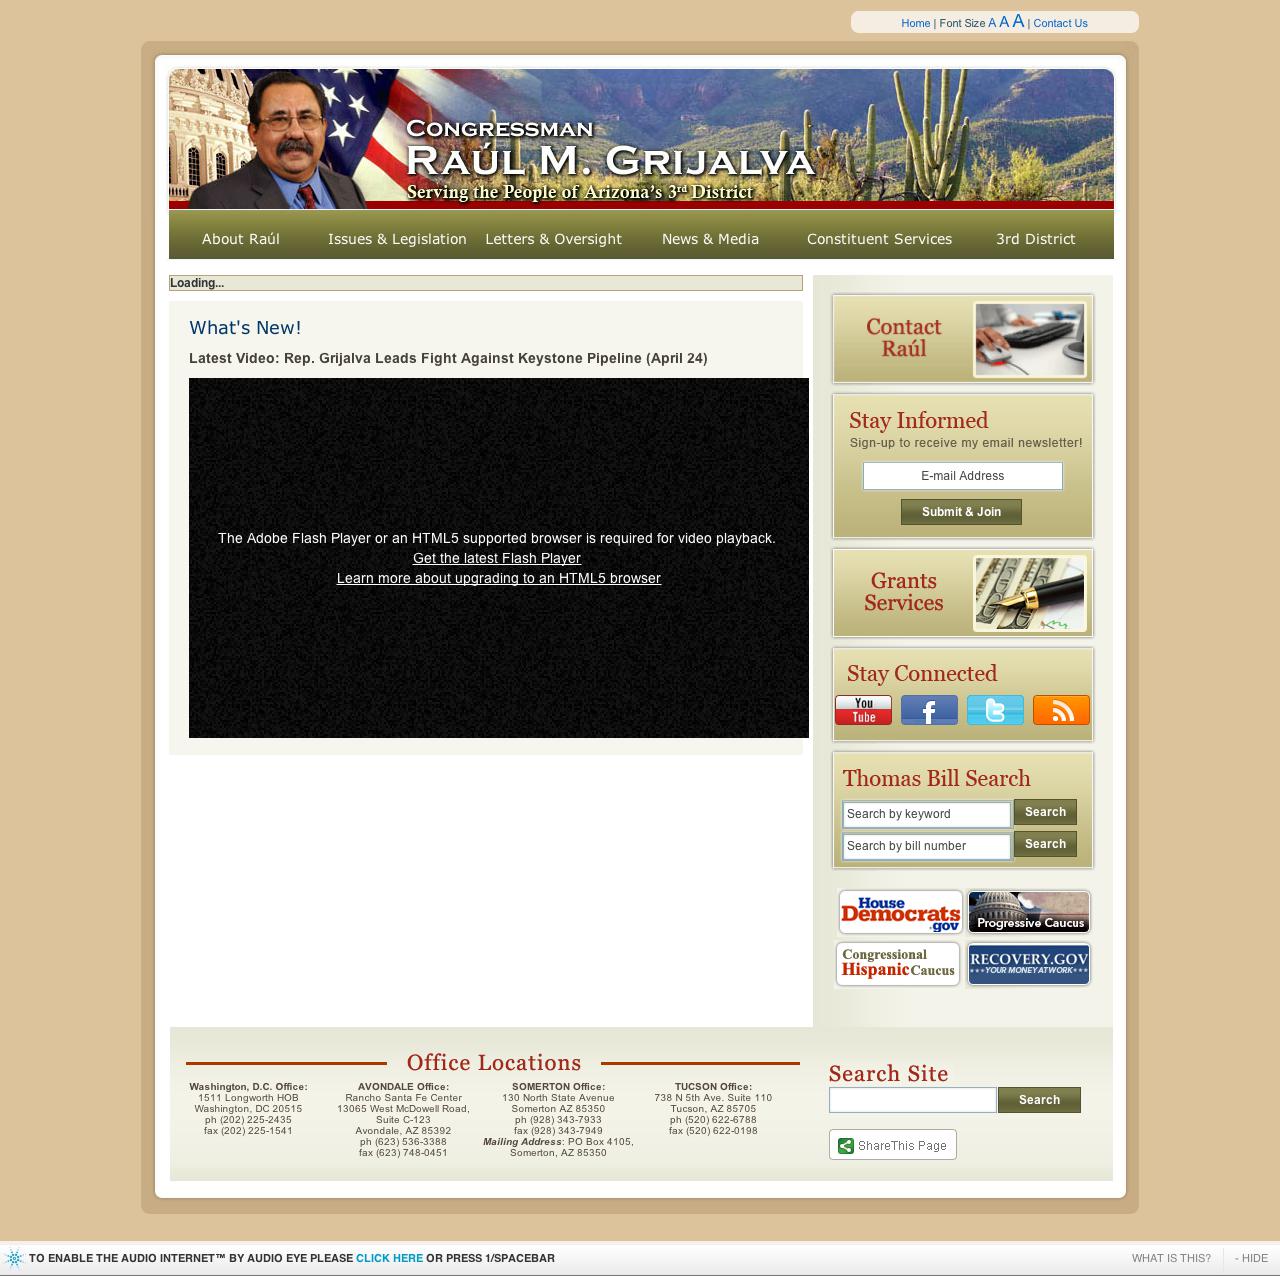 Home | Font Size A A A | Contact Us
CONGRESSMAN
RAÚL M. GRIJALVA
Serving the People of Arizona's 3rd District
About Raúl Issues & Legislation Letters & Oversight News & Media Constituent Services 3rd District
Loading...
What's New!
Latest Video: Rep. Grijalva Leads Fight Against Keystone Pipeline (April 24)
The Adobe Flash Player or an HTML5 supported browser is required for video playback.
Get the latest Flash Player
Learn more about upgrading to an HTML5 browser
Contact
Raúl
Stay Informed
Sign-up to receive my email newsletter!
E-mail Address
Submit & Join
Grants
Services
Stay Connected
You
Tube
Thomas Bill Search
Search by keyword Search
Search by bill number Search
House
Democrats
.gov
Progressive Caucus
Congressional
Hispanic Caucus
RECOVERY.GOV
YOUR MONEY AT WORK
Office Locations
Washington, D.C. Office:
1511 Longworth HOB
Washington, DC 20515
ph (202) 225-2435
fax (202) 225-1541
AVONDALE Office:
Rancho Santa Fe Center
13065 West McDowell Road,
Suite C-123
Avondale, AZ 85392
ph (623) 536-3388
fax (623) 748-0451
SOMERTON Office:
130 North State Avenue
Somerton AZ 85350
ph (928) 343-7933
fax (928) 343-7949
Mailing Address: PO Box 4105,
Somerton, AZ 85350
TUCSON Office:
738 N 5th Ave. Suite 110
Tucson, AZ 85705
ph (520) 622-6788
fax (520) 622-0198
Search Site
Search
ShareThis Page
TO ENABLE THE AUDIO INTERNET™ BY AUDIO EYE PLEASE CLICK HERE OR PRESS 1/SPACEBAR
WHAT IS THIS? - HIDE